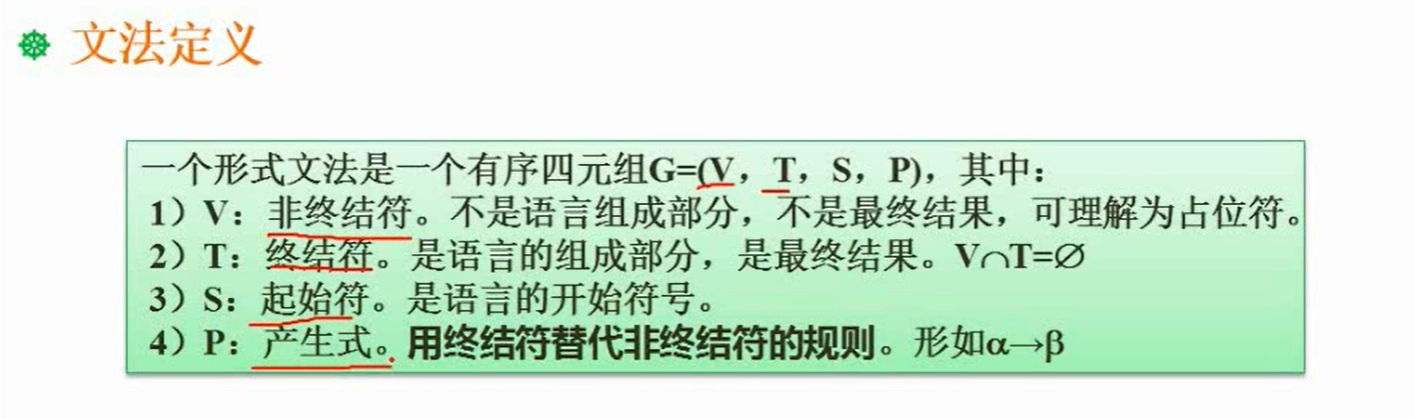 文法定义
一个形式文法是一个有序四元组G=(V，T，S，P)，其中：
1）V：非终结符。不是语言组成部分，不是最终结果，可理解为占位符。
2）T：终结符。是语言的组成部分，是最终结果。V∩T=∅
3）S：起始符。是语言的开始符号。
4）P：产生式。用终结符替代非终结符的规则。形如α→β